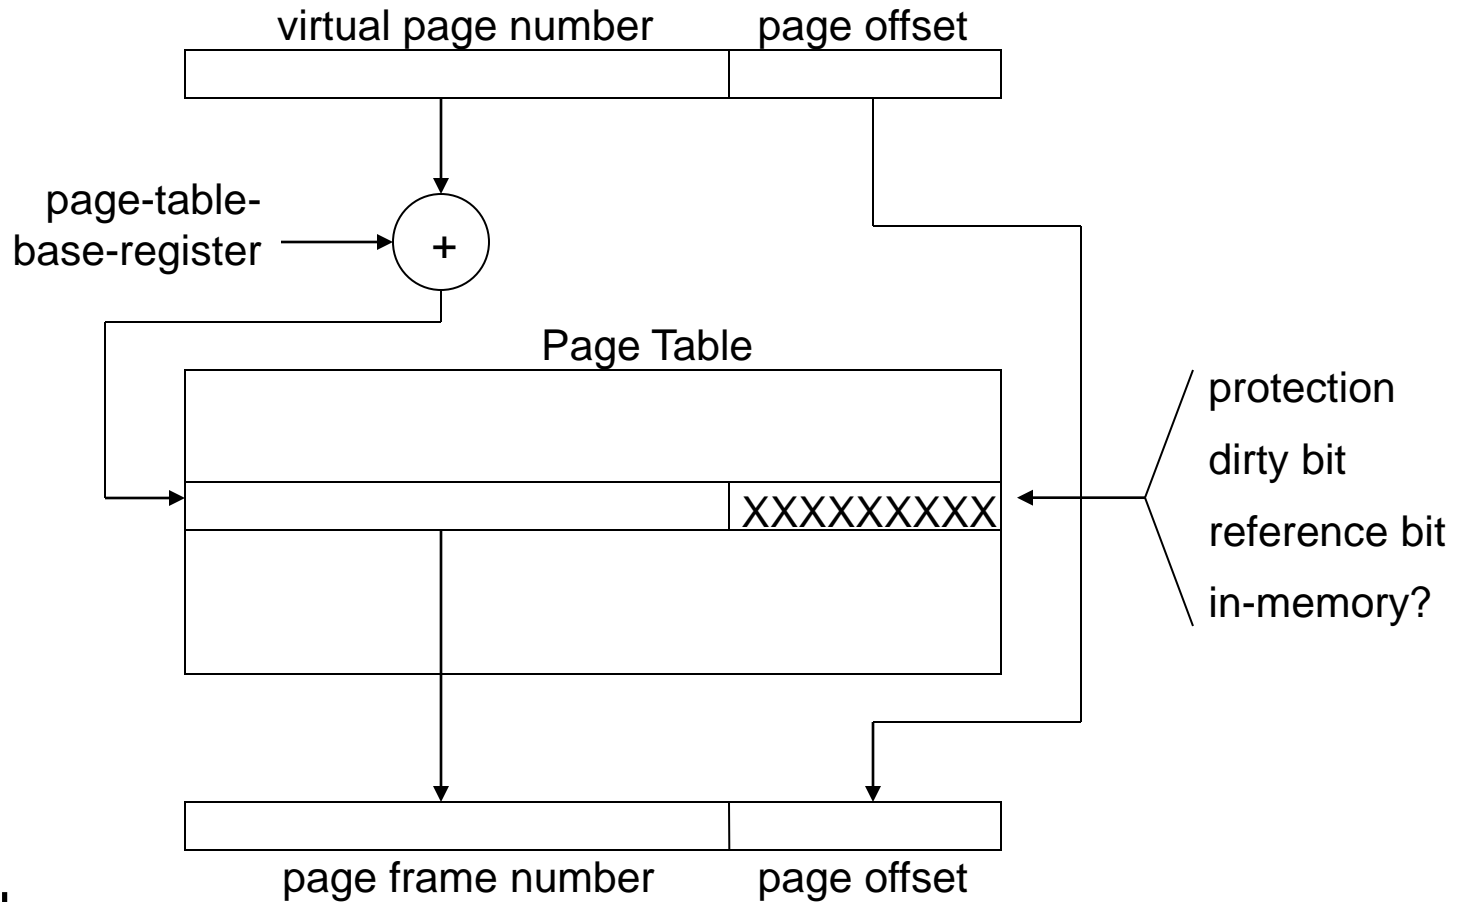 virtual page number page offset
page-table-
base-register
+
Page Table
protection
dirty bit
XXXXXXXXX
reference bit
in-memory?
page frame number page offset